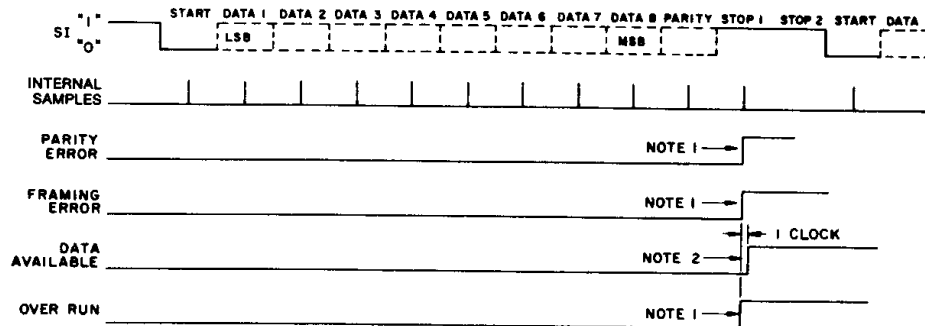 START DATA 1 DATA 2 DATA 3 DATA 4 DATA 5 DATA 6 DATA 7 DATA 8 PARITY STOP 1 STOP 2 START DATA
SI "1"
"0"
LSB MSB
INTERNAL
SAMPLES
PARITY
ERROR
NOTE 1
FRAMING
ERROR
NOTE 1
1 CLOCK
DATA
AVAILABLE
NOTE 2
OVER RUN
NOTE 1